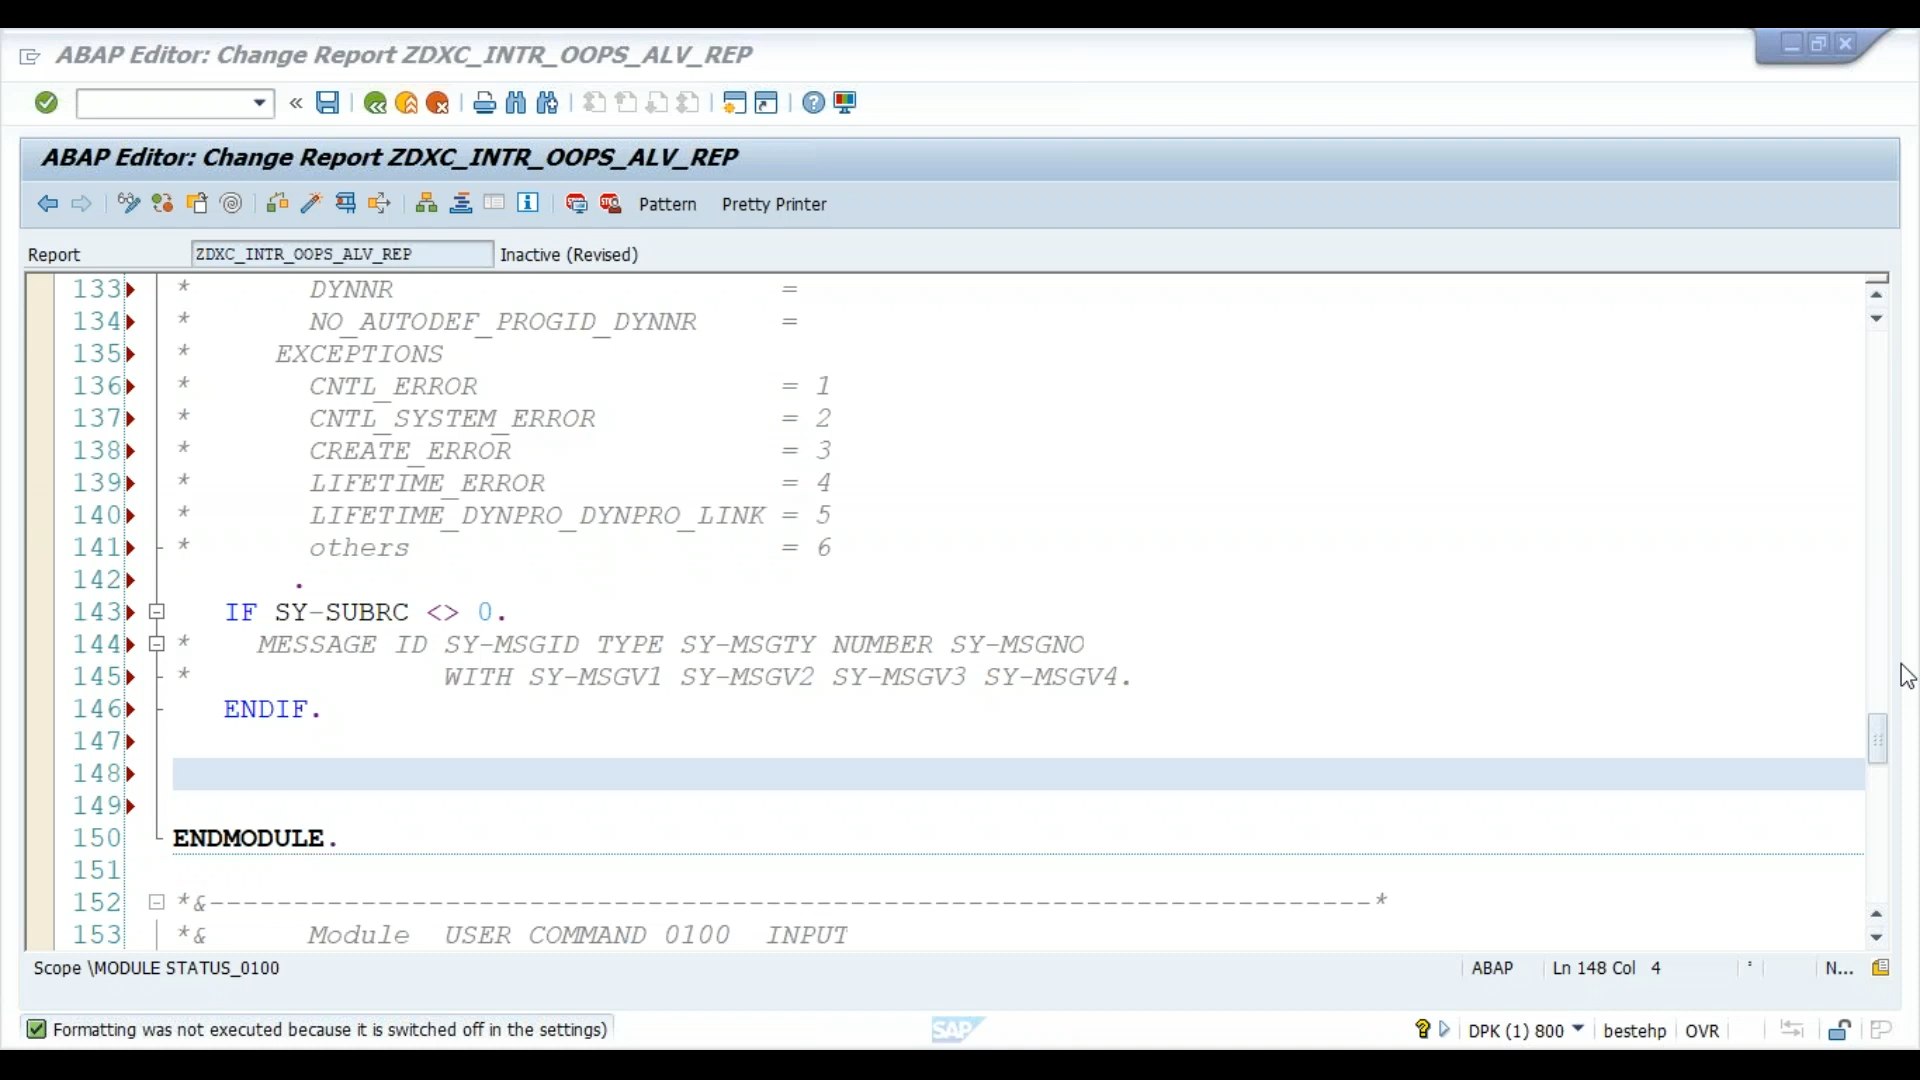 ABAP Editor: Change Report ZDXC_INTR_OOPS_ALV_REP
ABAP Editor: Change Report ZDXC_INTR_OOPS_ALV_REP
Pattern Pretty Printer
Report ZDXC_INTR_OOPS_ALV_REP Inactive (Revised)
133 * DYNNR =
134 * NO_AUTODEF_PROGID_DYNNR =
135 * EXCEPTIONS
136 * CNTL_ERROR = 1
137 * CNTL_SYSTEM_ERROR = 2
138 * CREATE_ERROR = 3
139 * LIFETIME_ERROR = 4
140 * LIFETIME_DYNPRO_DYNPRO_LINK = 5
141 * others = 6
142 .
143 IF SY-SUBRC <> 0.
144 * MESSAGE ID SY-MSGID TYPE SY-MSGTY NUMBER SY-MSGNO
145 * WITH SY-MSGV1 SY-MSGV2 SY-MSGV3 SY-MSGV4.
146 ENDIF.
147
148
149
150 ENDMODULE.
151
152 *&---------------------------------------------------------------------*
153 *& Module USER_COMMAND_0100 INPUT
Scope \MODULE STATUS_0100 ABAP Ln 148 Col 4 N...
Formatting was not executed because it is switched off in the settings) SAP DPK (1) 800 bestehp OVR